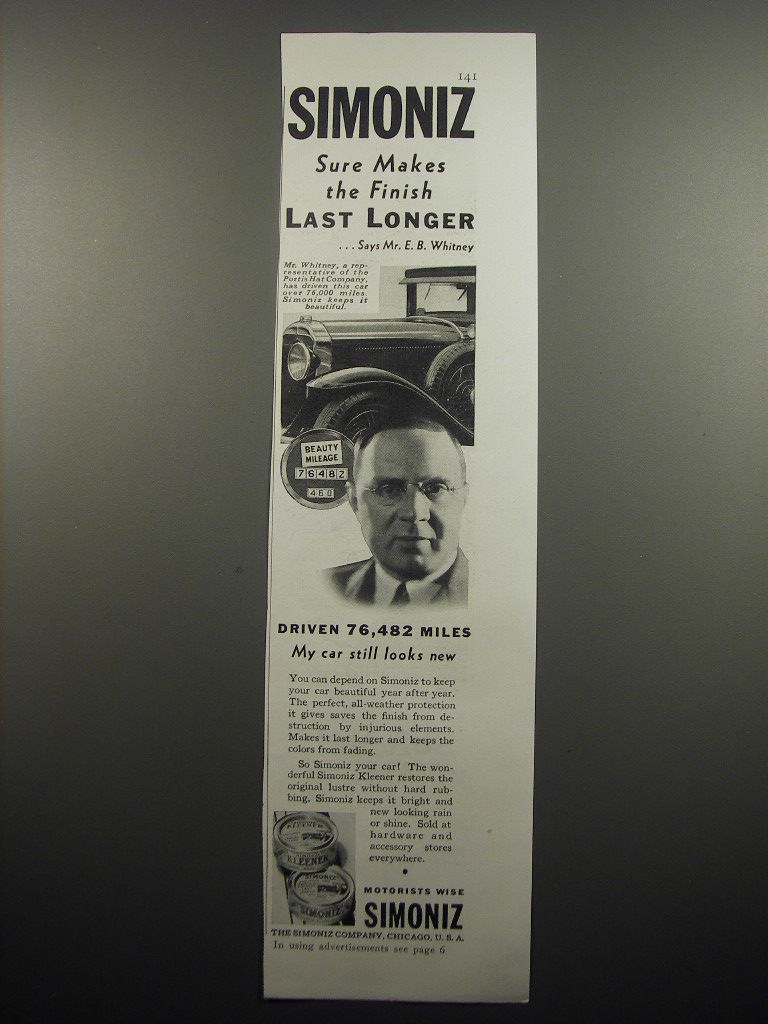 141
SIMONIZ
Sure Makes
the Finish
LAST LONGER
... Says Mr. E. B. Whitney
Mr. Whitney, a rep-
resentative of the
Portis Hat Company,
has driven this car
over 76,000 miles.
Simoniz keeps it
beautiful.
BEAUTY
MILEAGE
76482
460
DRIVEN 76,482 MILES
My car still looks new
You can depend on Simoniz to keep
your car beautiful year after year.
The perfect, all-weather protection
it gives saves the finish from de-
struction by injurious elements.
Makes it last longer and keeps the
colors from fading.
So Simoniz your car! The won-
derful Simoniz Kleener restores the
original lustre without hard rub-
bing, Simoniz keeps it bright and
new looking rain
or shine. Sold at
hardware and
accessory stores
everywhere.
KLEENER
KLEENER
SIMONIZ
SIMONIZ
MOTORISTS WISE
SIMONIZ
THE SIMONIZ COMPANY, CHICAGO, U. S. A.
In using advertisements see page 6